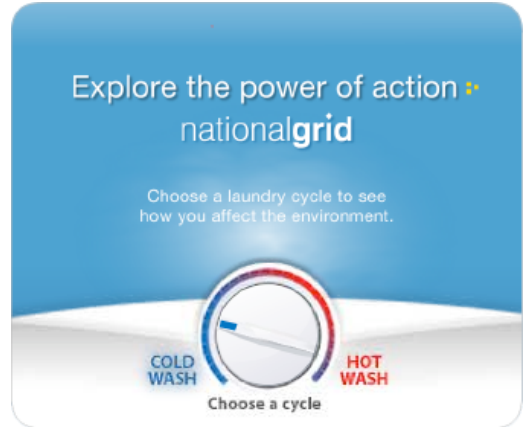 Explore the power of action
nationalgrid
Choose a laundry cycle to see
how you affect the environment.
COLD
WASH
HOT
WASH
Choose a cycle